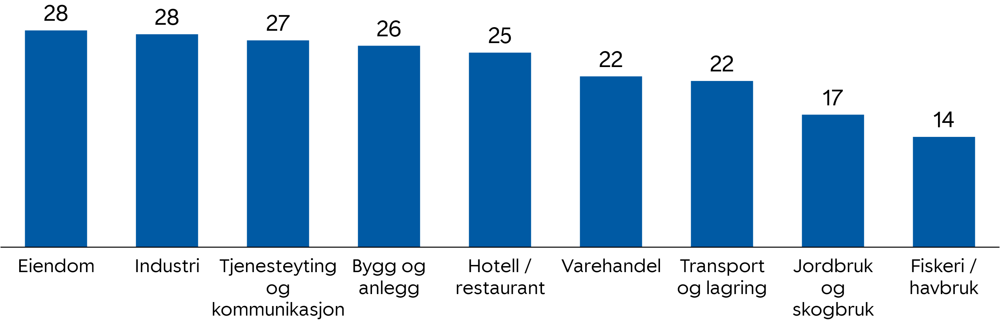 28
28
27
26
25
22
22
17
14
Eiendom
Industri
Tjenesteyting
og
kommunikasjon
Bygg og
anlegg
Hotell /
restaurant
Varehandel
Transport
og lagring
Jordbruk
og
skogbruk
Fiskeri /
havbruk